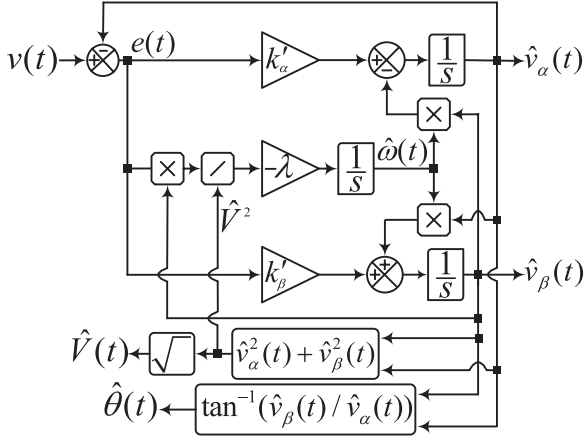 v(t) + − e(t) k′α + − 1/s v̂α(t)
×
× ∕ −λ 1/s ω̂(t)
V̂²
×
k′β + + 1/s v̂β(t)
V̂(t) √ v̂α²(t) + v̂β²(t)
θ̂(t) tan⁻¹(v̂β(t) / v̂α(t))